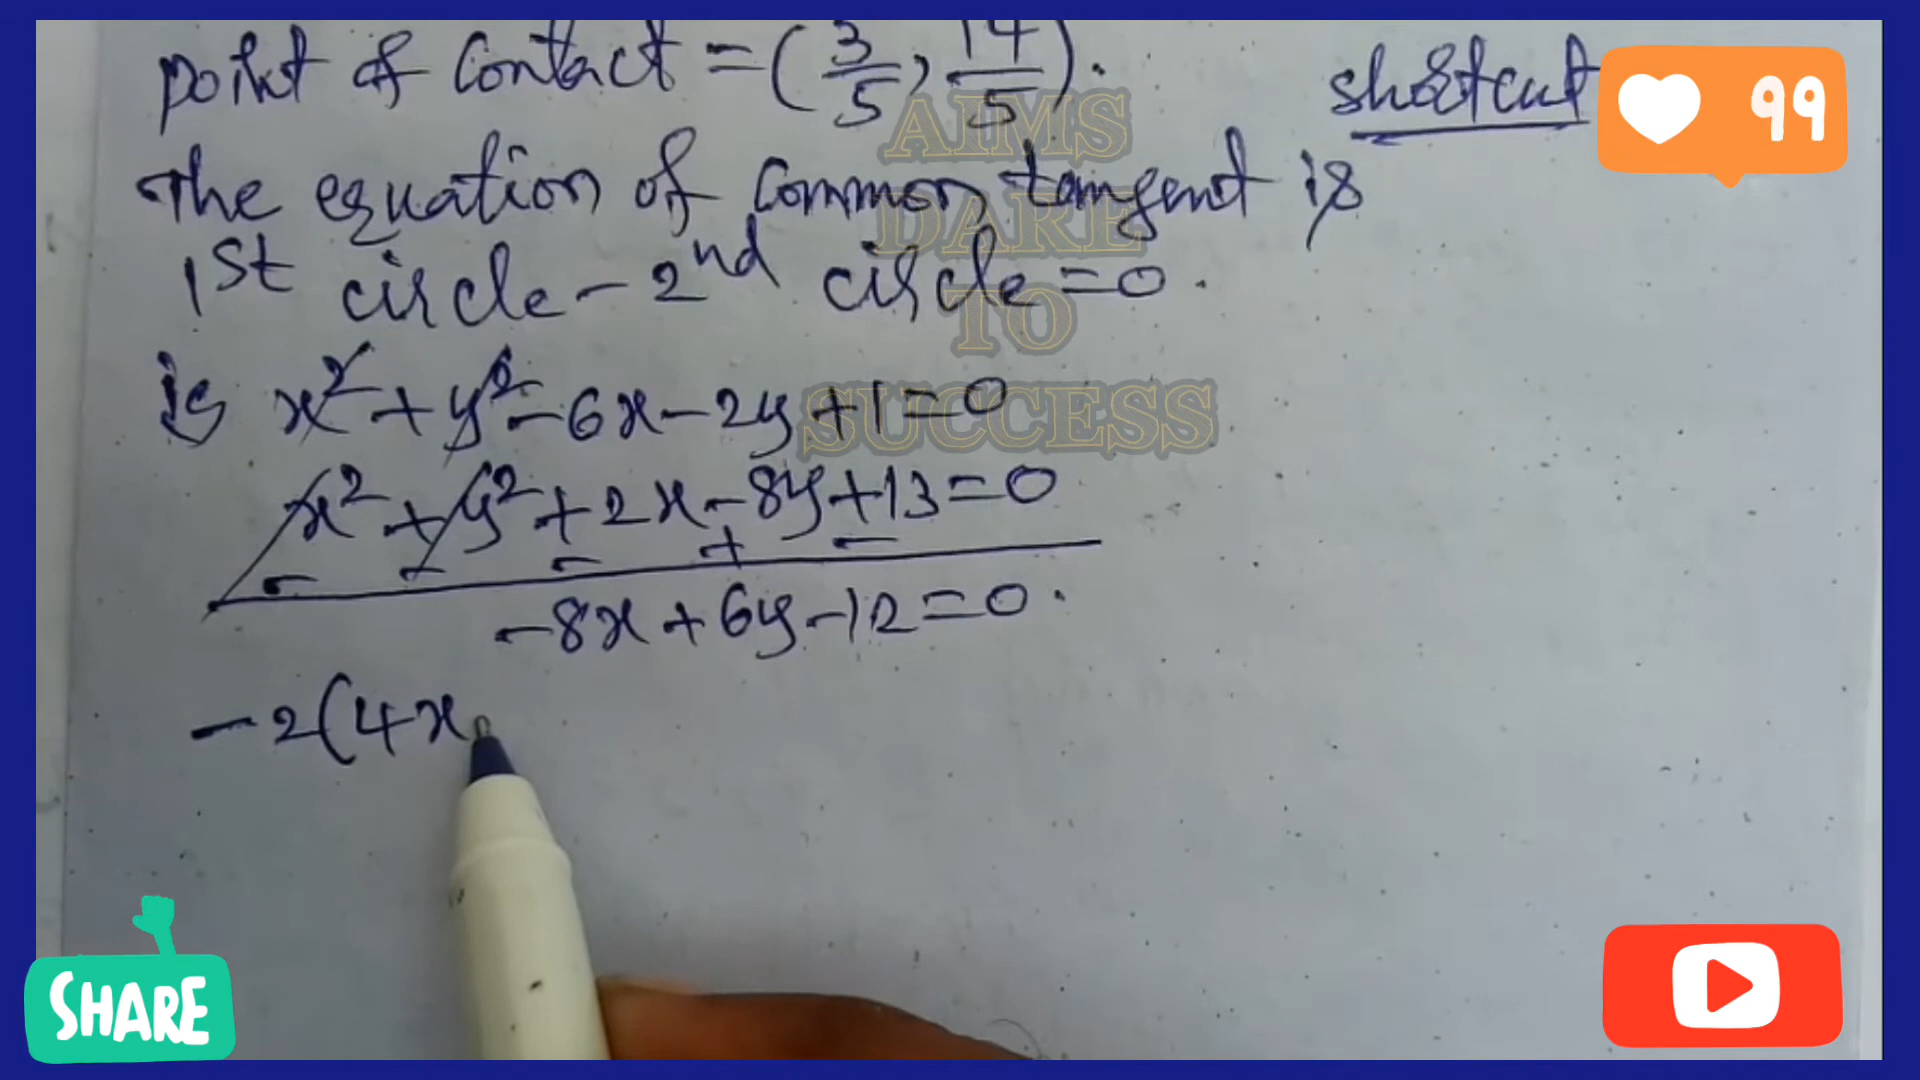 point of contact = (3/5, 14/5).
shortcut
99
The equation of common tangent is
1st circle - 2nd circle = 0.
is x² + y² - 6x - 2y + 1 = 0
x² + y² + 2x - 8y + 13 = 0
- - - + -
-8x + 6y - 12 = 0.
-2(4x
AIMS
DARE
TO
SUCCESS
SHARE